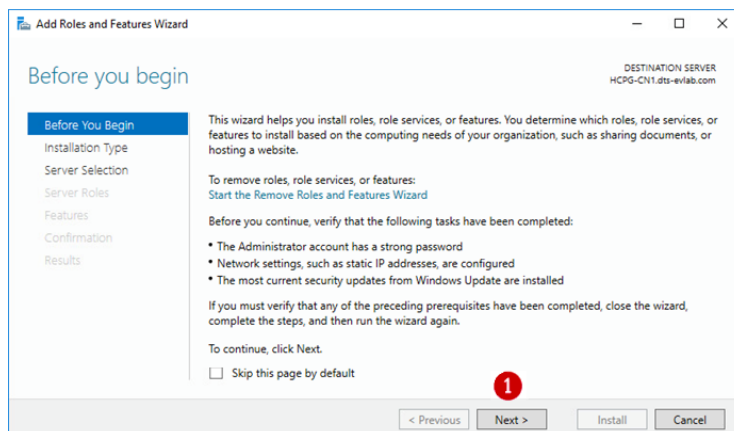 Add Roles and Features Wizard
Before you begin
DESTINATION SERVER
HCPG-CN1.dts-evlab.com
Before You Begin
Installation Type
Server Selection
Server Roles
Features
Confirmation
Results
This wizard helps you install roles, role services, or features. You determine which roles, role services, or
features to install based on the computing needs of your organization, such as sharing documents, or
hosting a website.
To remove roles, role services, or features:
Start the Remove Roles and Features Wizard
Before you continue, verify that the following tasks have been completed:
• The Administrator account has a strong password
• Network settings, such as static IP addresses, are configured
• The most current security updates from Windows Update are installed
If you must verify that any of the preceding prerequisites have been completed, close the wizard,
complete the steps, and then run the wizard again.
To continue, click Next.
Skip this page by default
1
< Previous
Next >
Install
Cancel